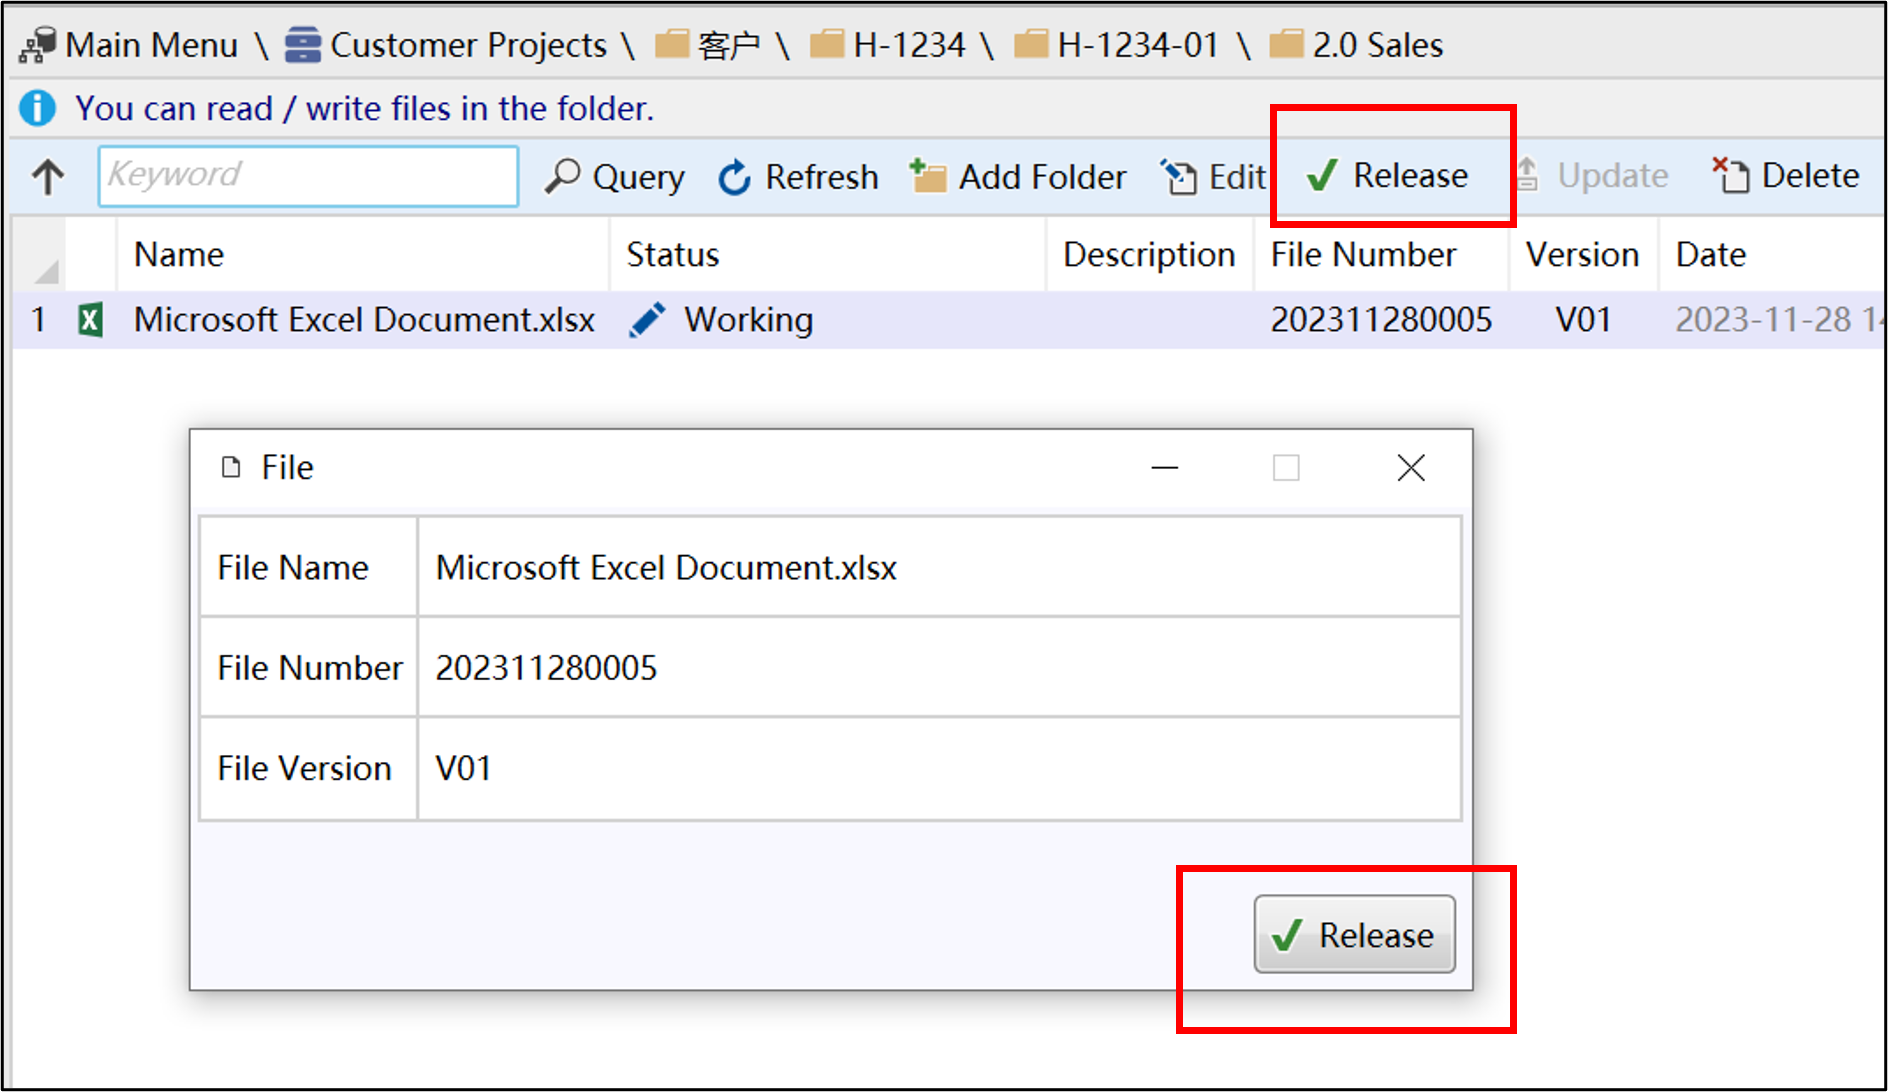 Main Menu \ Customer Projects \ 客户 \ H-1234 \ H-1234-01 \ 2.0 Sales
You can read / write files in the folder.
Keyword Query Refresh Add Folder Edit Release Update Delete
Name Status Description File Number Version Date
1 Microsoft Excel Document.xlsx Working 202311280005 V01 2023-11-28 14
File
File Name Microsoft Excel Document.xlsx
File Number 202311280005
File Version V01
Release